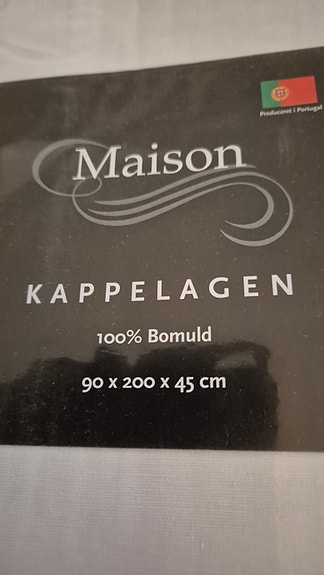 Produceret i Portugal
Maison
KAPPELAGEN
100% Bomuld
90 x 200 x 45 cm